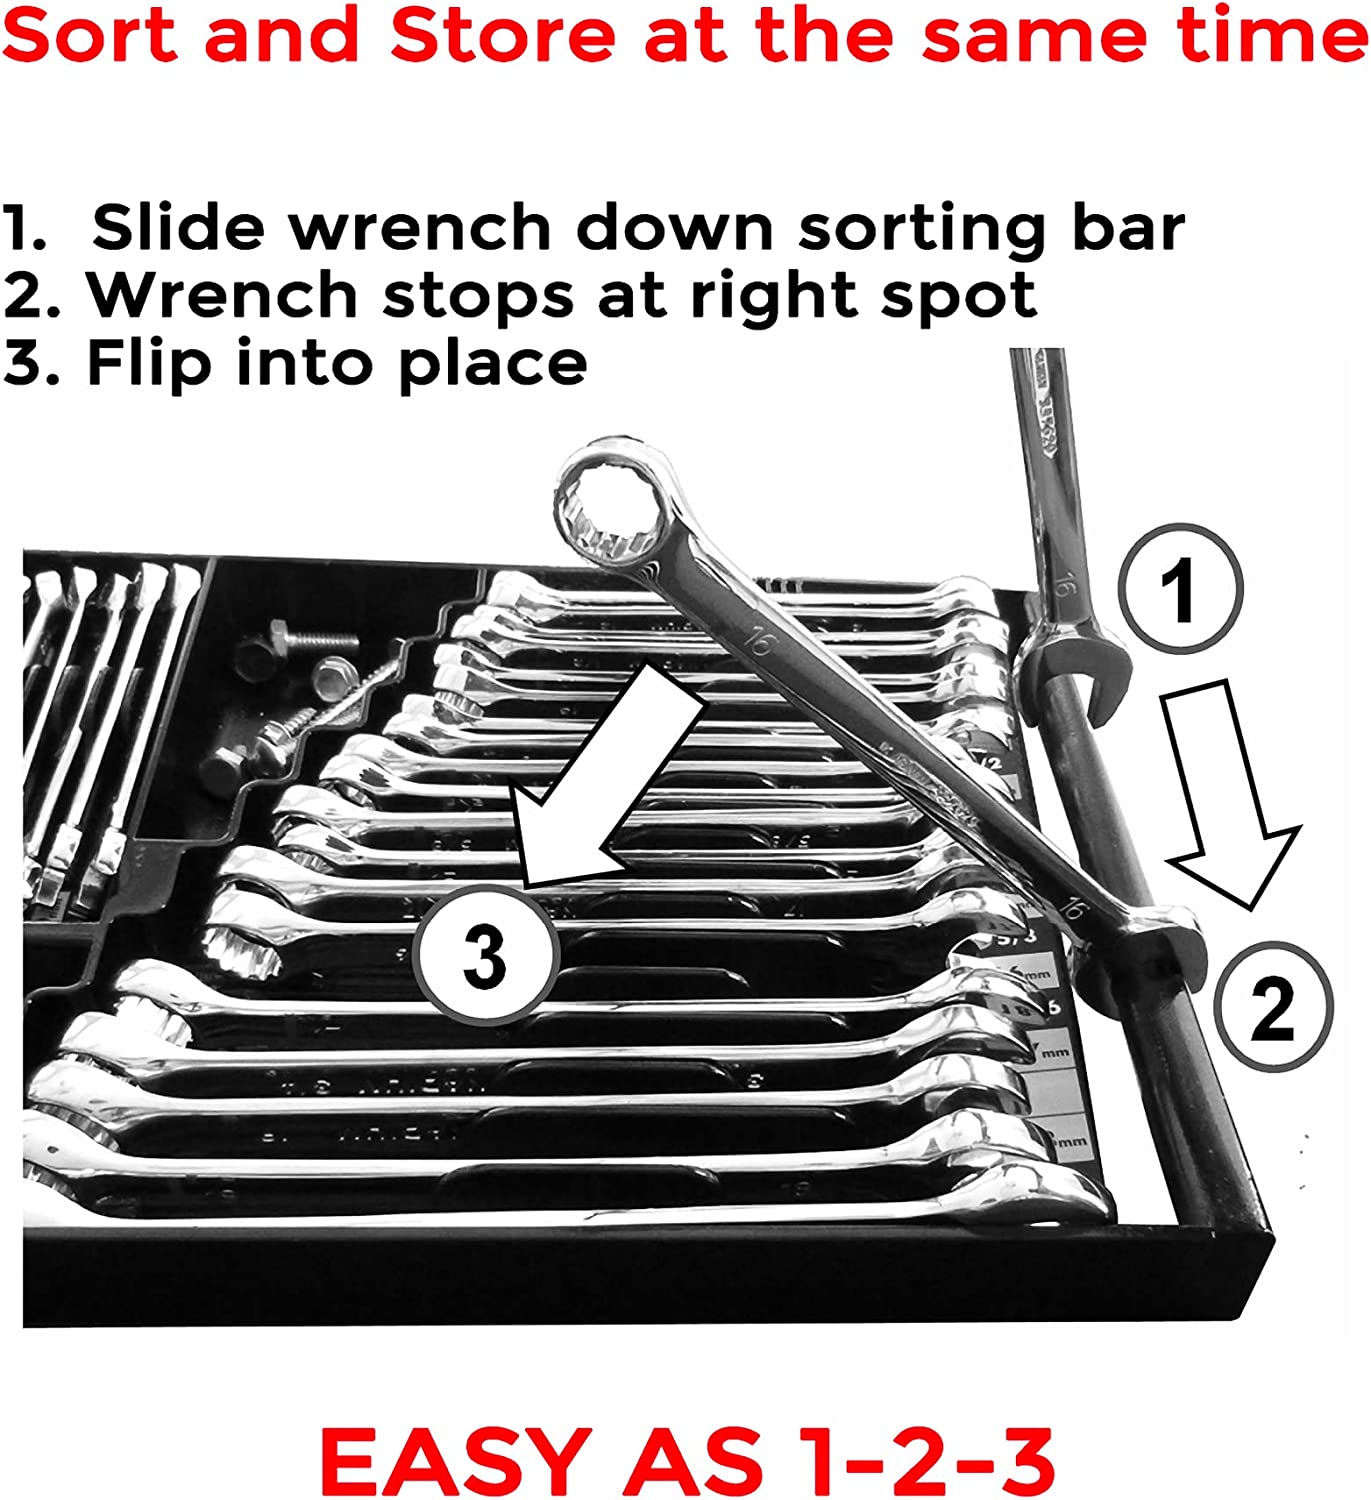 Sort and Store at the same time
1. Slide wrench down sorting bar
2. Wrench stops at right spot
3. Flip into place
16
1
16
16
3
2
EASY AS 1-2-3